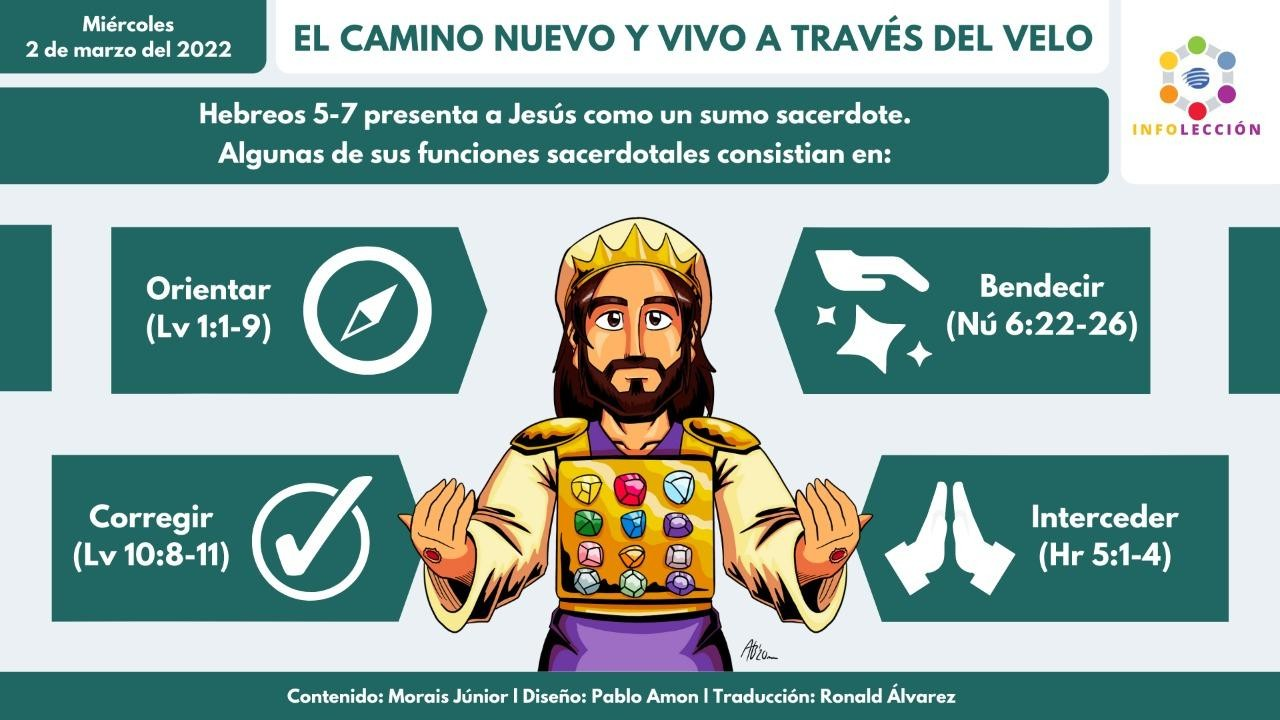 Miércoles
2 de marzo del 2022
EL CAMINO NUEVO Y VIVO A TRAVÉS DEL VELO
INFOLECCIÓN
Hebreos 5-7 presenta a Jesús como un sumo sacerdote.
Algunas de sus funciones sacerdotales consistian en:
Orientar
(Lv 1:1-9)
Bendecir
(Nú 6:22-26)
Corregir
(Lv 10:8-11)
Interceder
(Hr 5:1-4)
Contenido: Morais Júnior l Diseño: Pablo Amon l Traducción: Ronald Álvarez